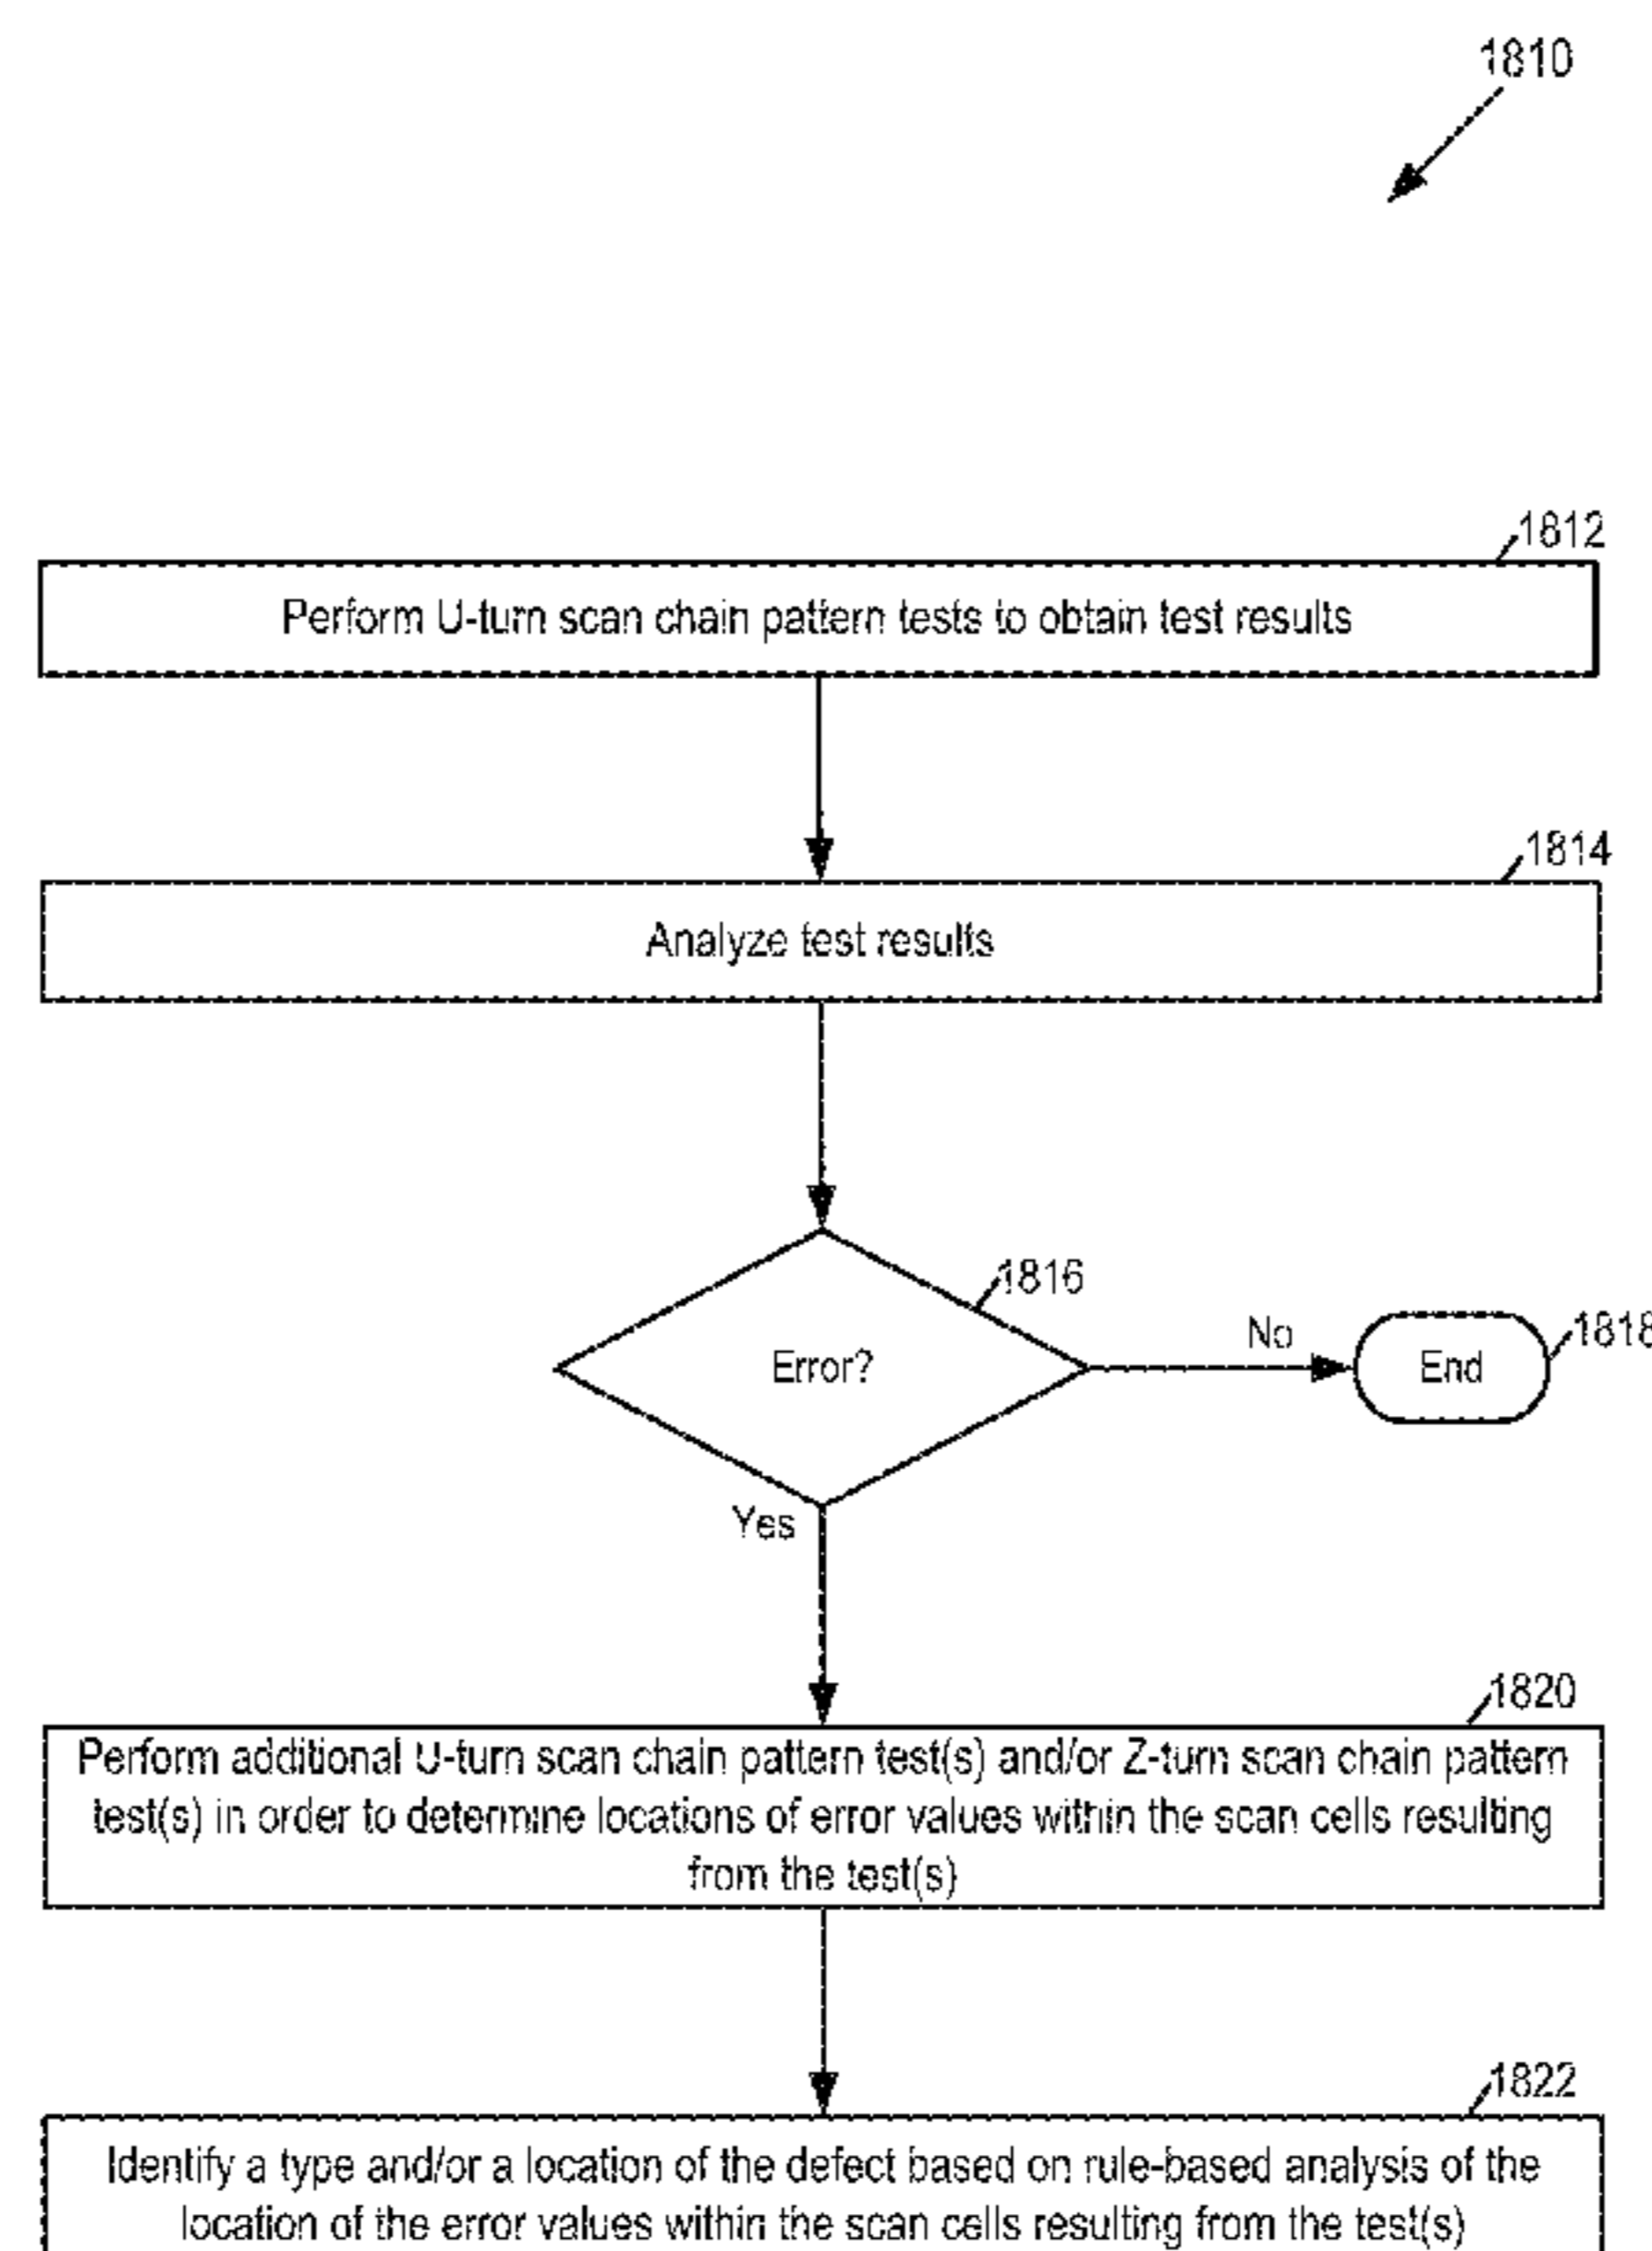 1810
1812
Perform U-turn scan chain pattern tests to obtain test results
1814
Analyze test results
1816
Error?
No
End
1818
Yes
1820
Perform additional U-turn scan chain pattern test(s) and/or Z-turn scan chain pattern
test(s) in order to determine locations of error values within the scan cells resulting
from the test(s)
1822
Identify a type and/or a location of the defect based on rule-based analysis of the
location of the error values within the scan cells resulting from the test(s)